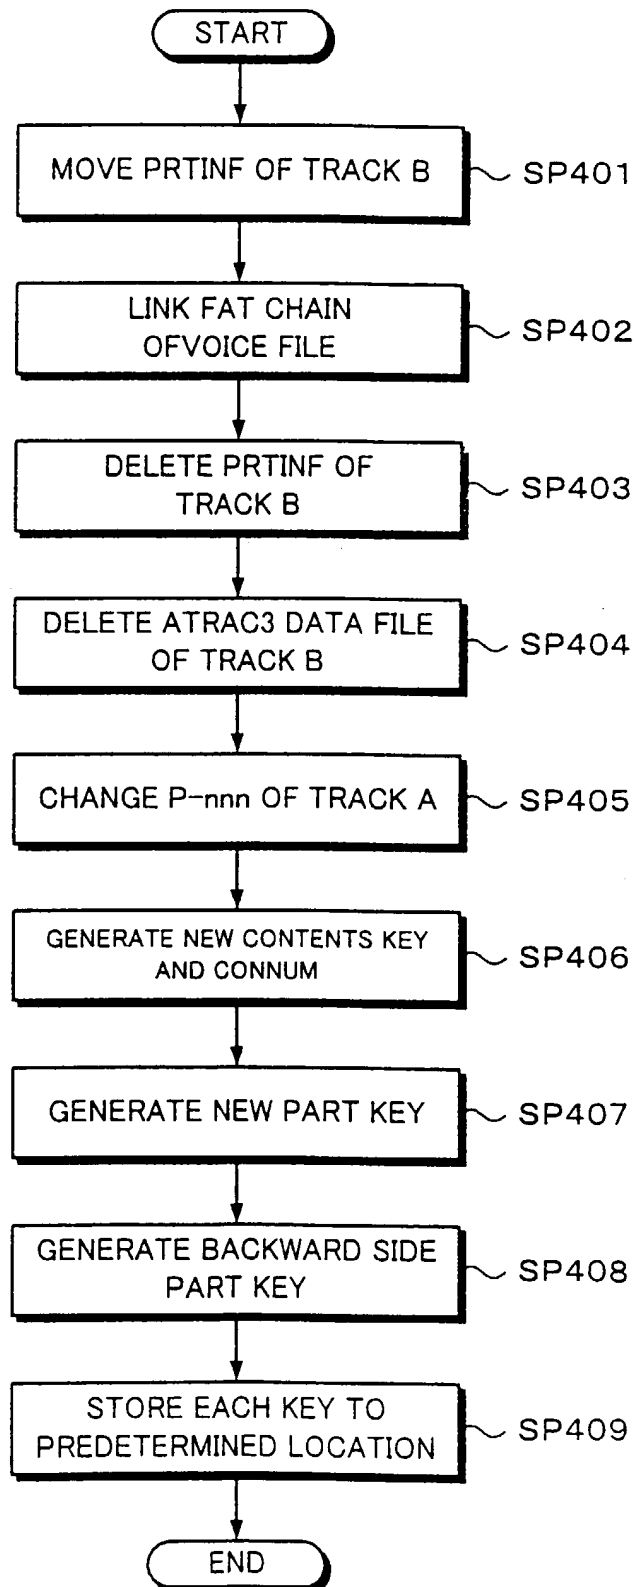 START
MOVE PRTINF OF TRACK B
SP401
LINK FAT CHAIN
OFVOICE FILE
SP402
DELETE PRTINF OF
TRACK B
SP403
DELETE ATRAC3 DATA FILE
OF TRACK B
SP404
CHANGE P-nnn OF TRACK A
SP405
GENERATE NEW CONTENTS KEY
AND CONNUM
SP406
GENERATE NEW PART KEY
SP407
GENERATE BACKWARD SIDE
PART KEY
SP408
STORE EACH KEY TO
PREDETERMINED LOCATION
SP409
END